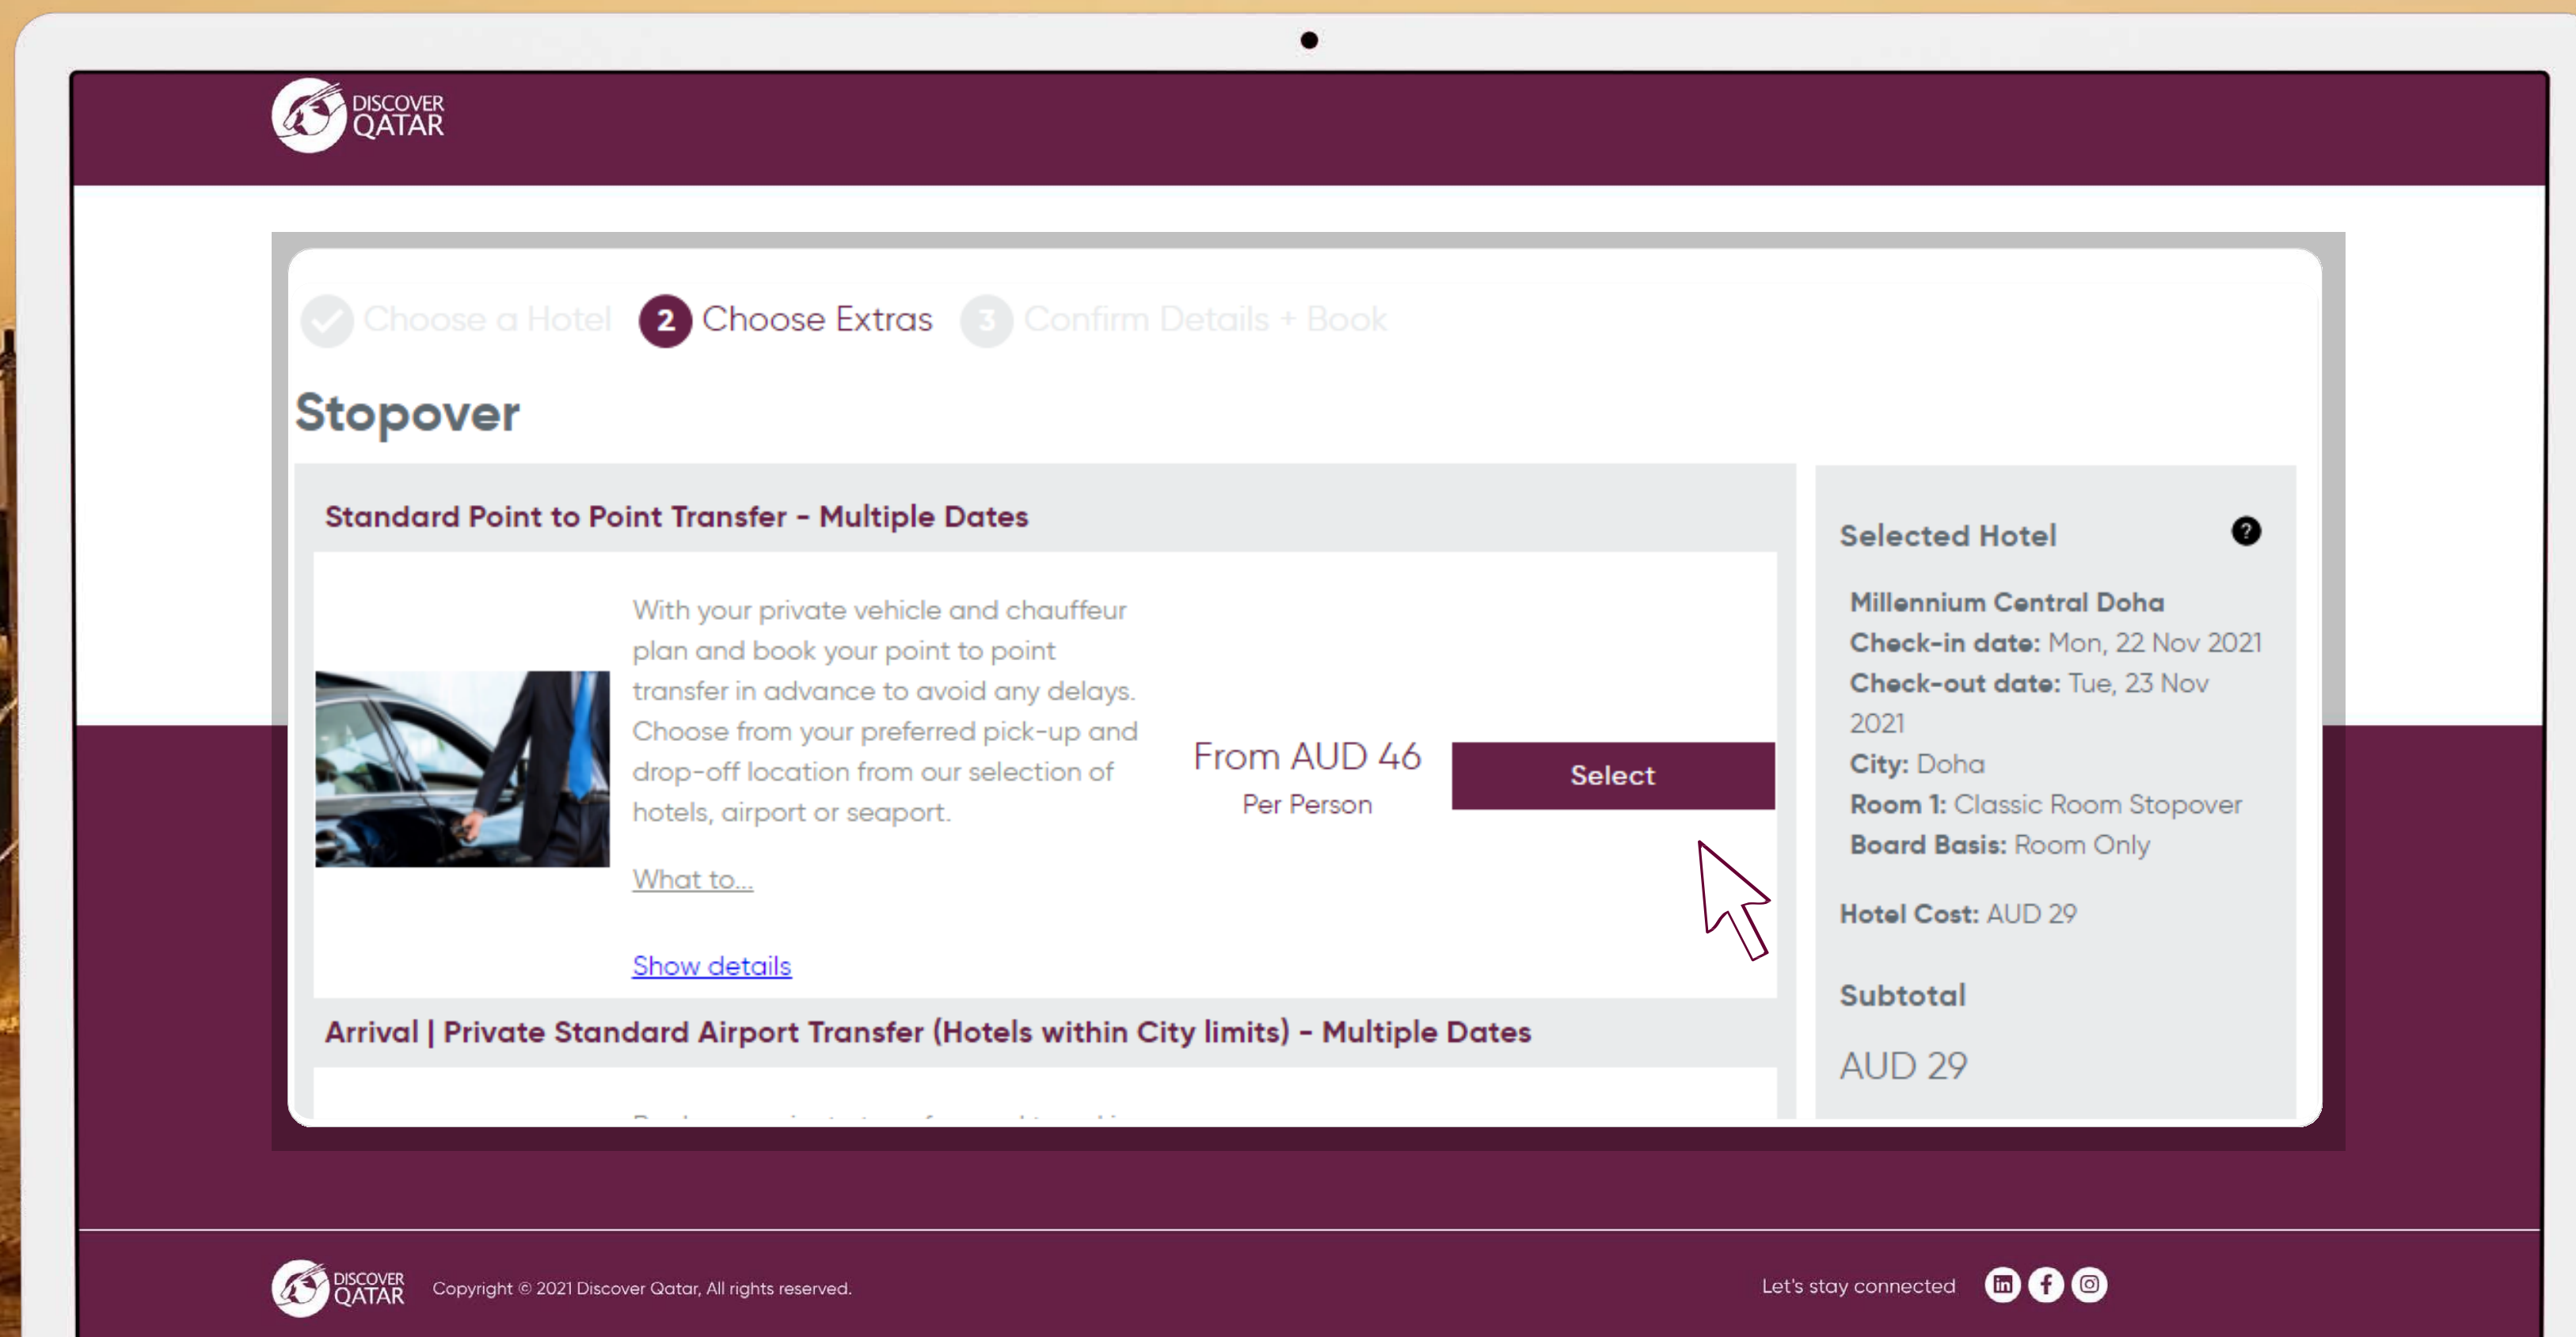 DISCOVER
QATAR
Choose a Hotel 2 Choose Extras 3 Confirm Details + Book
Stopover
Standard Point to Point Transfer - Multiple Dates
With your private vehicle and chauffeur
plan and book your point to point
transfer in advance to avoid any delays.
Choose from your preferred pick-up and
drop-off location from our selection of
hotels, airport or seaport.
What to...
Show details
From AUD 46
Per Person
Select
Arrival | Private Standard Airport Transfer (Hotels within City limits) - Multiple Dates
Selected Hotel ?
Millennium Central Doha
Check-in date: Mon, 22 Nov 2021
Check-out date: Tue, 23 Nov
2021
City: Doha
Room 1: Classic Room Stopover
Board Basis: Room Only
Hotel Cost: AUD 29
Subtotal
AUD 29
DISCOVER
QATAR
Copyright © 2021 Discover Qatar, All rights reserved.
Let's stay connected in f